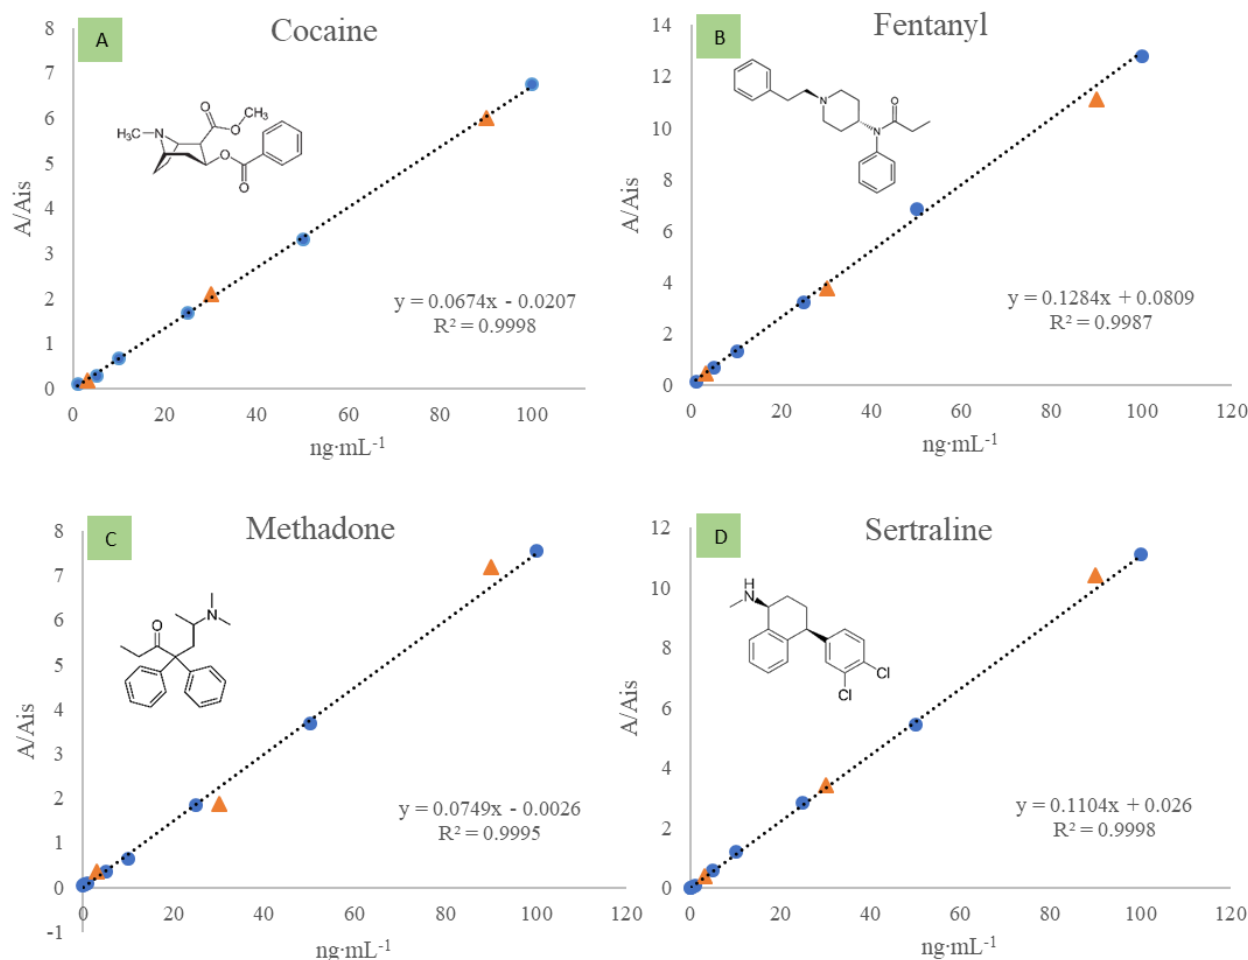 A
Cocaine
8
7
6
5
4
3
2
1
0
A/Ais
O
CH₃
O
H₃C
N
O
O
y = 0.0674x - 0.0207
R² = 0.9998
0
20
40
60
80
100
ng·mL⁻¹
B
Fentanyl
14
12
10
8
6
4
2
0
A/Ais
N
O
N
y = 0.1284x + 0.0809
R² = 0.9987
0
20
40
60
80
100
120
ng·mL⁻¹
C
Methadone
8
7
6
5
4
3
2
1
0
-1
A/Ais
N
O
y = 0.0749x - 0.0026
R² = 0.9995
0
20
40
60
80
100
120
ng·mL⁻¹
D
Sertraline
12
10
8
6
4
2
0
A/Ais
H
N
Cl
Cl
y = 0.1104x + 0.026
R² = 0.9998
0
20
40
60
80
100
120
ng·mL⁻¹